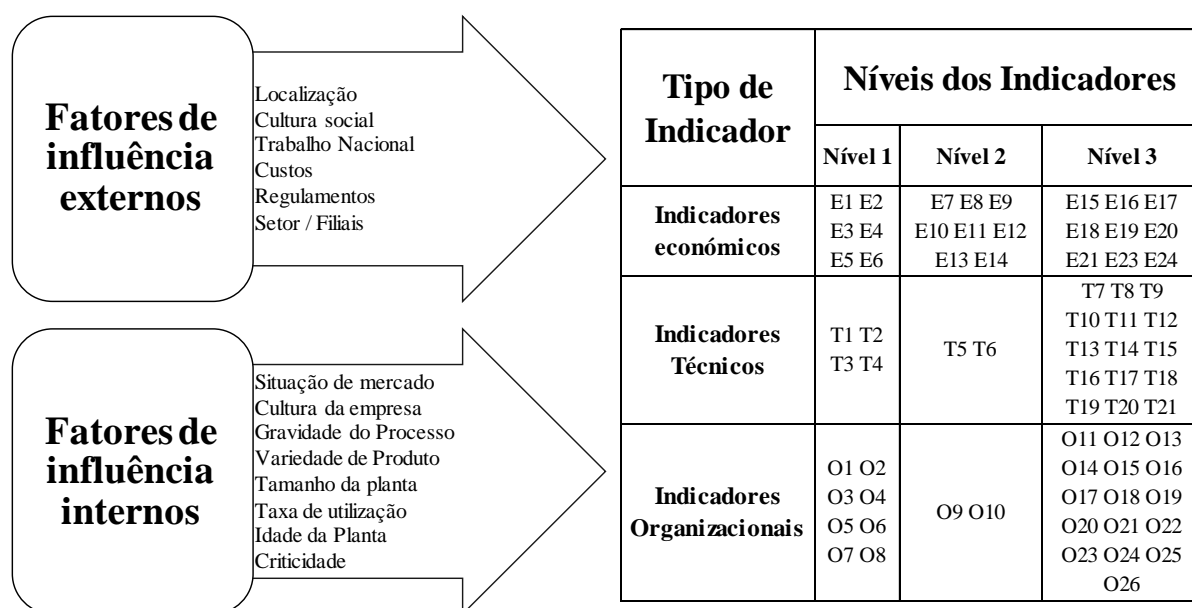 Fatores de
influência
externos
Localização
Cultura social
Trabalho Nacional
Custos
Regulamentos
Setor / Filiais
Fatores de
influência
internos
Situação de mercado
Cultura da empresa
Gravidade do Processo
Variedade de Produto
Tamanho da planta
Taxa de utilização
Idade da Planta
Criticidade
Tipo de
Indicador
Níveis dos Indicadores
Nível 1
Nível 2
Nível 3
Indicadores
económicos
E1 E2
E3 E4
E5 E6
E7 E8 E9
E10 E11 E12
E13 E14
E15 E16 E17
E18 E19 E20
E21 E23 E24
Indicadores
Técnicos
T1 T2
T3 T4
T5 T6
T7 T8 T9
T10 T11 T12
T13 T14 T15
T16 T17 T18
T19 T20 T21
Indicadores
Organizacionais
O1 O2
O3 O4
O5 O6
O7 O8
O9 O10
O11 O12 O13
O14 O15 O16
O17 O18 O19
O20 O21 O22
O23 O24 O25
O26